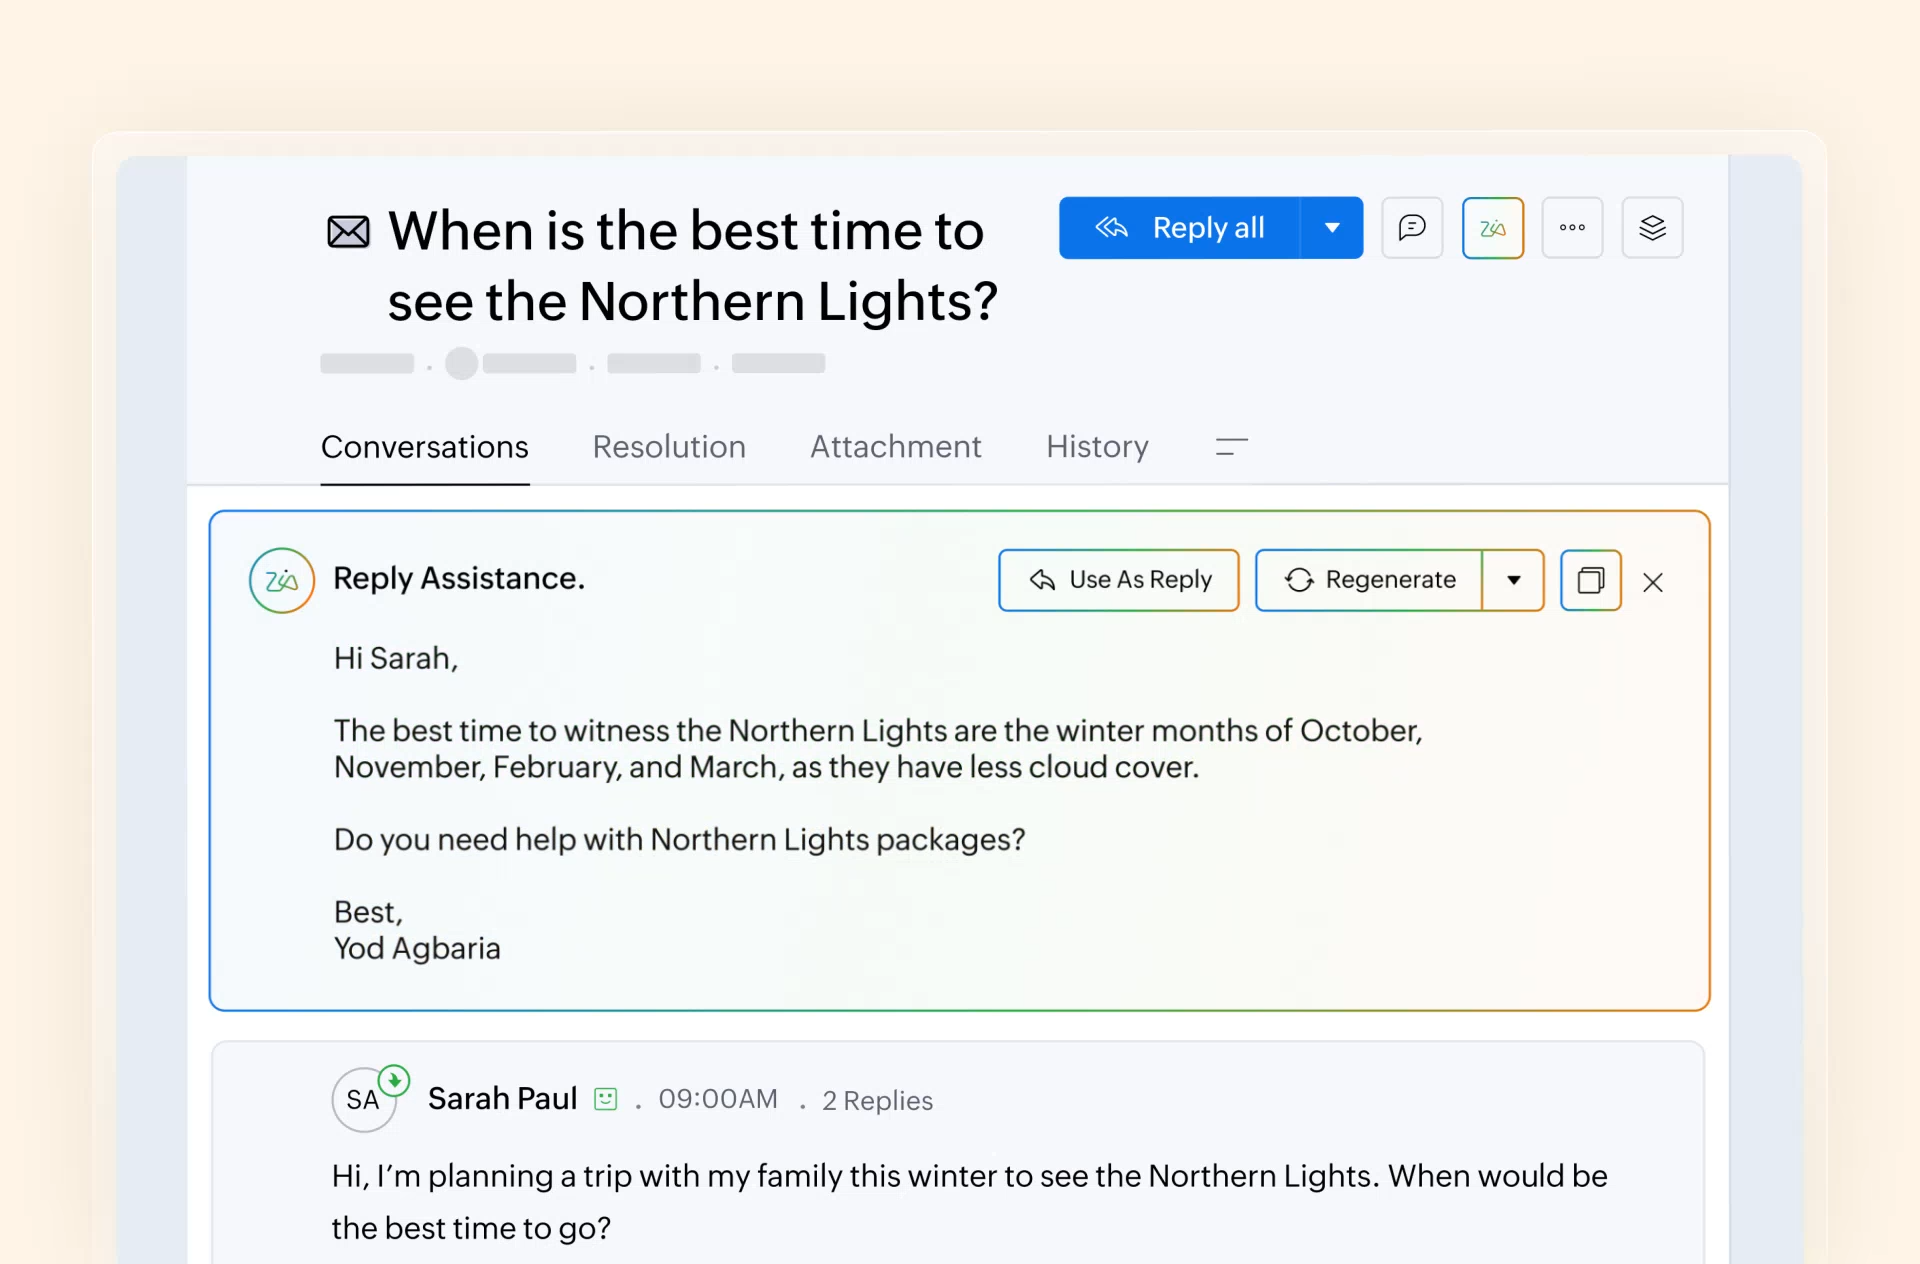 When is the best time to
see the Northern Lights?
Reply all
Zia
Conversations
Resolution
Attachment
History
Zia
Reply Assistance.
Use As Reply
Regenerate
Hi Sarah,
The best time to witness the Northern Lights are the winter months of October,
November, February, and March, as they have less cloud cover.
Do you need help with Northern Lights packages?
Best,
Yod Agbaria
SA
Sarah Paul . 09:00AM . 2 Replies
Hi, I’m planning a trip with my family this winter to see the Northern Lights. When would be
the best time to go?